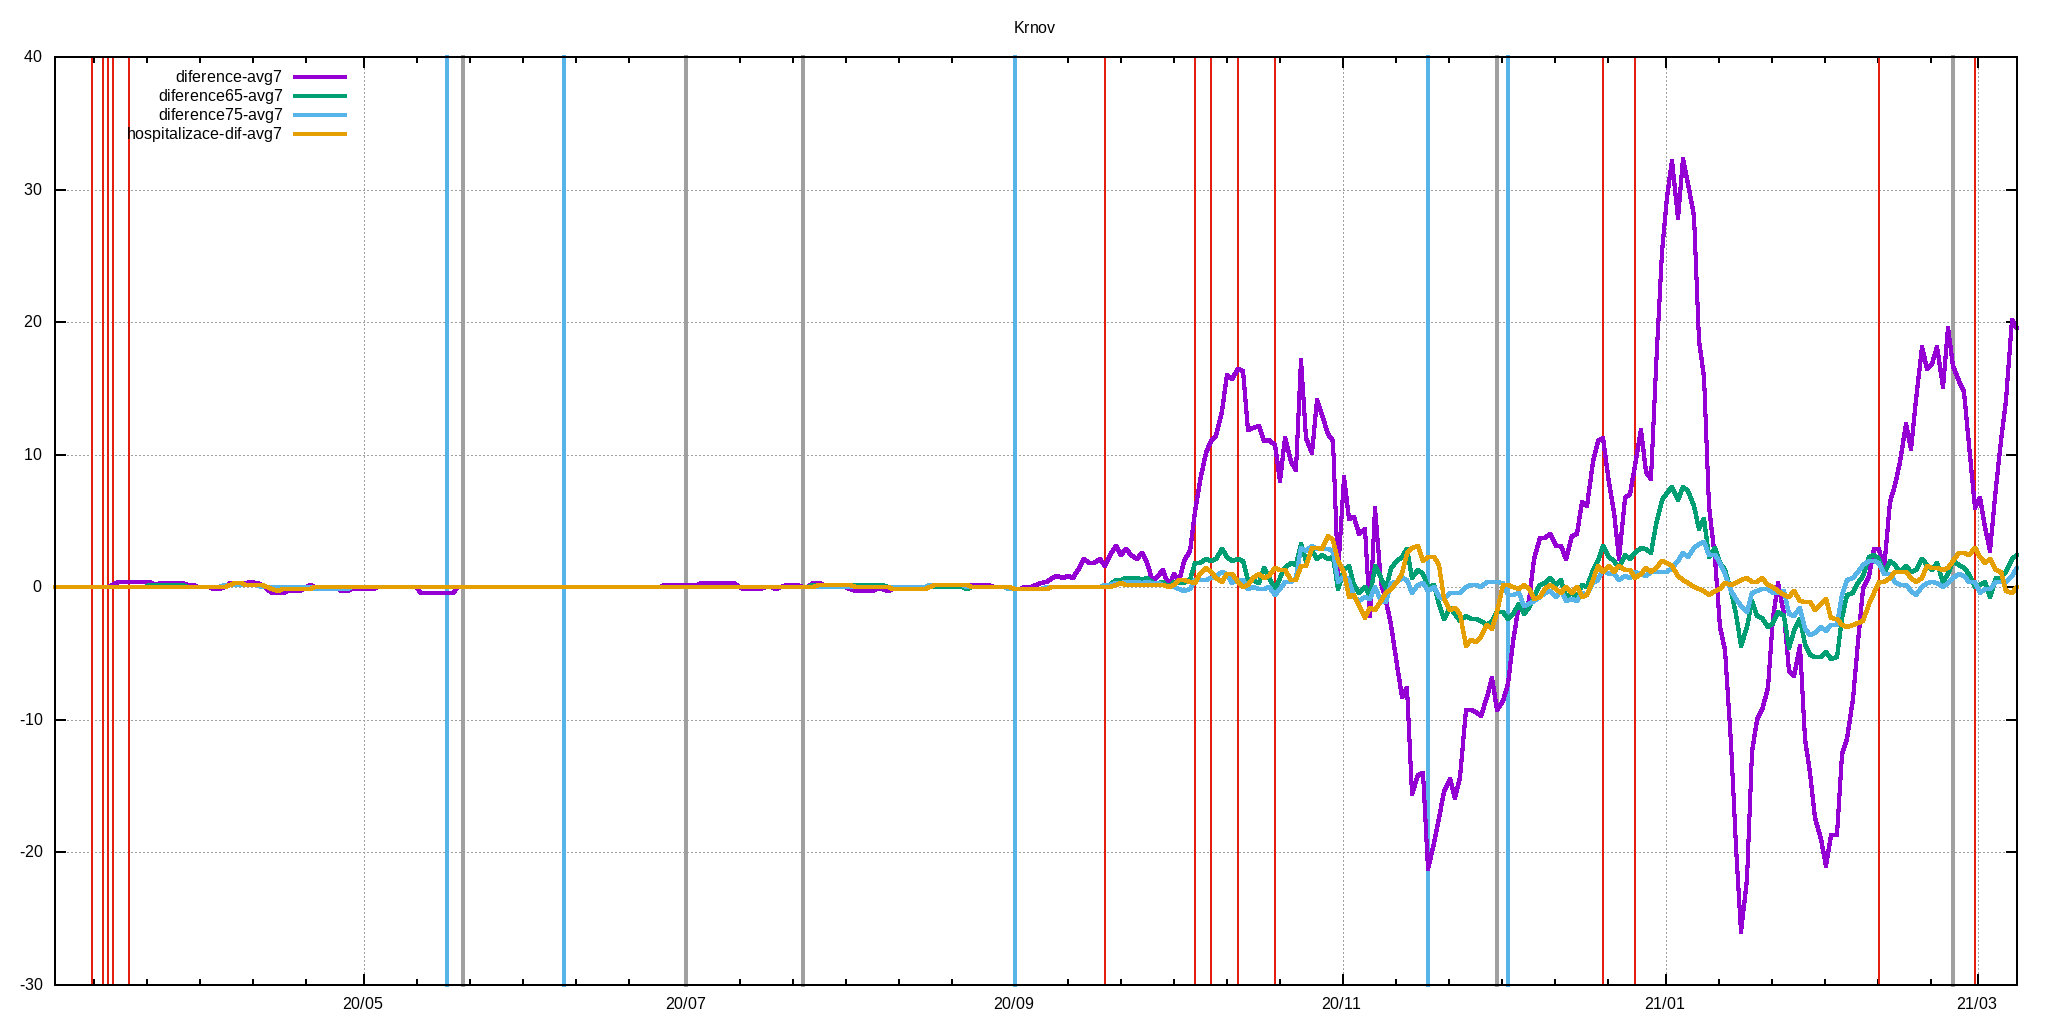 Krnov
40
diference-avg7
diference65-avg7
diference75-avg7
hospitalizace-dif-avg7
30
20
10
0
-10
-20
-30
20/05 20/07 20/09 20/11 21/01 21/03